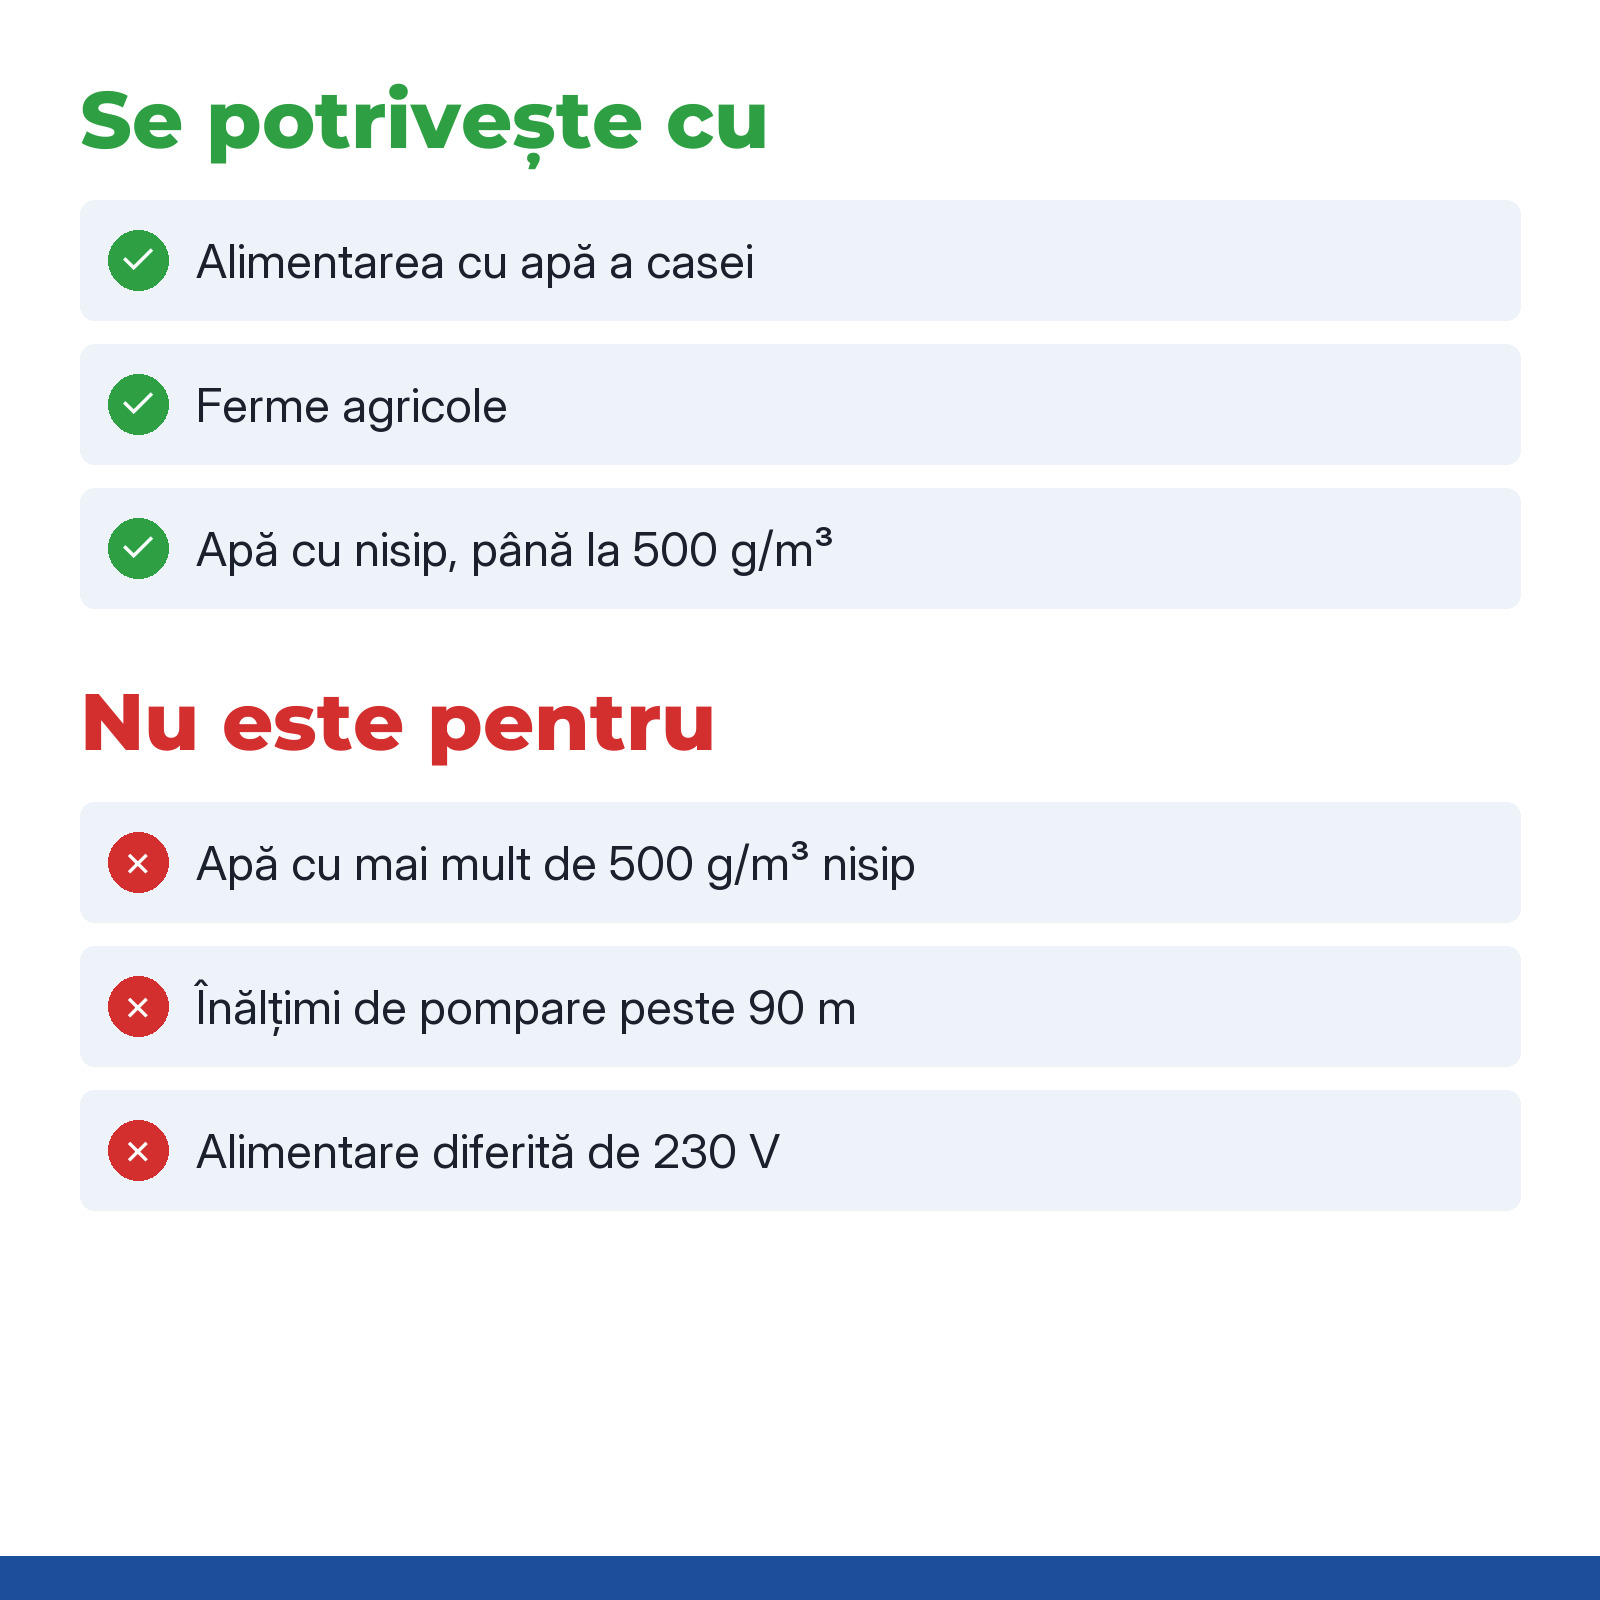 Se potrivește cu
Alimentarea cu apă a casei
Ferme agricole
Apă cu nisip, până la 500 g/m³
Nu este pentru
Apă cu mai mult de 500 g/m³ nisip
Înălțimi de pompare peste 90 m
Alimentare diferită de 230 V